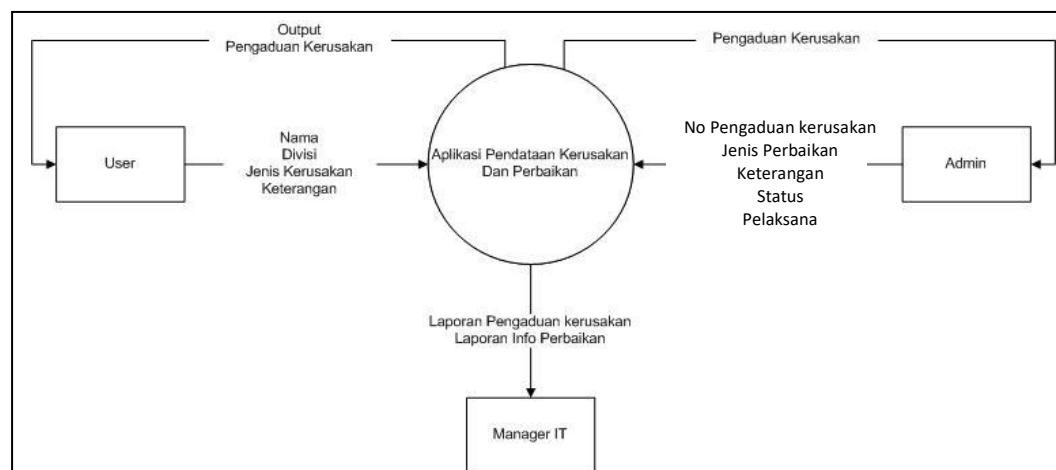 Output
Pengaduan Kerusakan
Pengaduan Kerusakan
User
Nama
Divisi
Jenis Kerusakan
Keterangan
Aplikasi Pendataan Kerusakan
Dan Perbaikan
No Pengaduan kerusakan
Jenis Perbaikan
Keterangan
Status
Pelaksana
Admin
Laporan Pengaduan kerusakan
Laporan Info Perbaikan
Manager IT